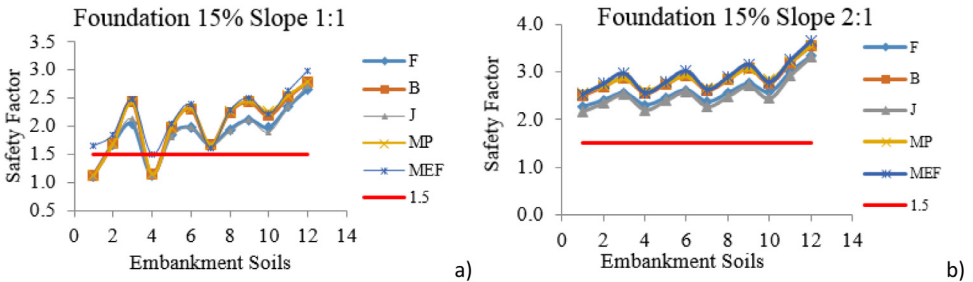 Foundation 15% Slope 1:1
3.5
3.0
2.5
2.0
1.5
1.0
0.5
Safety Factor
0 2 4 6 8 10 12 14
Embankment Soils
F
B
J
MP
MEF
1.5
a)
Foundation 15% Slope 2:1
4.0
3.0
2.0
1.0
0.0
Safety Factor
0 2 4 6 8 10 12 14
Embankment Soils
F
B
J
MP
MEF
1.5
b)